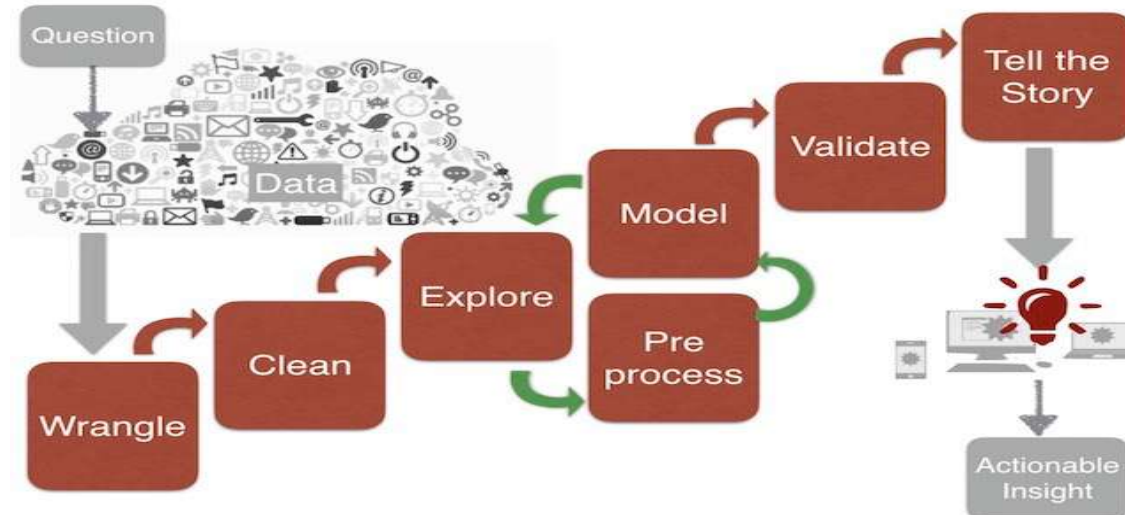 Question
Data
Wrangle
Clean
Explore
Pre
process
Model
Validate
Tell the
Story
Actionable
Insight